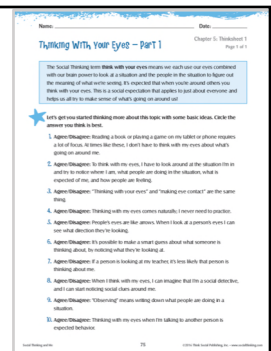 Name: Date:
Chapter 5: Thinksheet 1
Page 1 of 1
Thinking With Your Eyes – Part 1
The Social Thinking term think with your eyes means we each use our eyes combined
with our brain power to look at a situation and the people in the situation to figure out
the meaning of what we're seeing. It's expected that when you're around others you
think with your eyes. This is a social expectation that applies to just about everyone and
helps us all try to make sense of what's going on around us!
Let's get you started thinking more about this topic with some basic ideas. Circle the
answer you think is best.
1. Agree/Disagree: Reading a book or playing a game on my tablet or phone requires
a lot of focus. At times like these, I don't have to think with my eyes about what's
going on around me.
2. Agree/Disagree: To think with my eyes, I have to look around at the situation I'm in
and try to notice where I am, what people are doing in the situation, what is
expected of me, and how people are feeling.
3. Agree/Disagree: "Thinking with your eyes" and "making eye contact" are the same
thing.
4. Agree/Disagree: Thinking with my eyes comes naturally; I never need to practice.
5. Agree/Disagree: People's eyes are like arrows. When I look at a person's eyes I can
see what direction they're looking.
6. Agree/Disagree: It's possible to make a smart guess about what someone is
thinking about, by noticing what they're looking at.
7. Agree/Disagree: If a person is looking at my teacher, it's less likely that person is
thinking about me.
8. Agree/Disagree: When I think with my eyes, I can imagine that I'm a social detective,
and I can start noticing social clues around me.
9. Agree/Disagree: "Observing" means writing down what people are doing in a
situation.
10. Agree/Disagree: Thinking with my eyes when I'm talking to another person is
expected behavior.
Social Thinking and Me 75